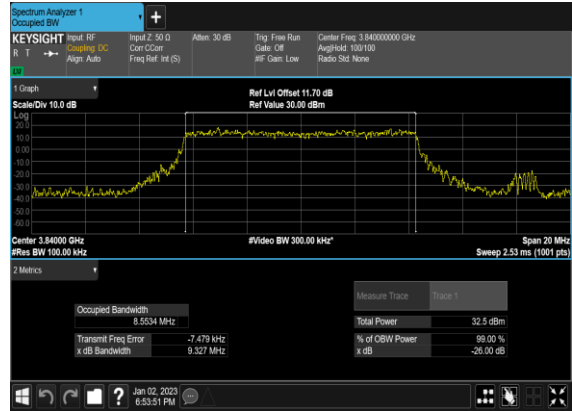 Spectrum Analyzer 1
Occupied BW
+
KEYSIGHT
R T
LW
Input: RF
Coupling: DC
Align: Auto
Input Z: 50 Ω
Corr CCorr
Freq Ref: Int (S)
Atten: 30 dB
Trig: Free Run
Gate: Off
#IF Gain: Low
Center Freq: 3.840000000 GHz
Avg|Hold: 100/100
Radio Std: None
1 Graph
Scale/Div 10.0 dB
Ref Lvl Offset 11.70 dB
Ref Value 30.00 dBm
Log
20.0
10.0
0.00
-10.0
-20.0
-30.0
-40.0
-50.0
-60.0
Center 3.84000 GHz
#Res BW 100.00 kHz
#Video BW 300.00 kHz*
Span 20 MHz
Sweep 2.53 ms (1001 pts)
2 Metrics
Measure Trace Trace 1
Occupied Bandwidth
8.5534 MHz
Total Power 32.5 dBm
Transmit Freq Error -7.479 kHz
% of OBW Power 99.00 %
x dB Bandwidth 9.327 MHz
x dB -26.00 dB
?
Jan 02, 2023
6:53:51 PM